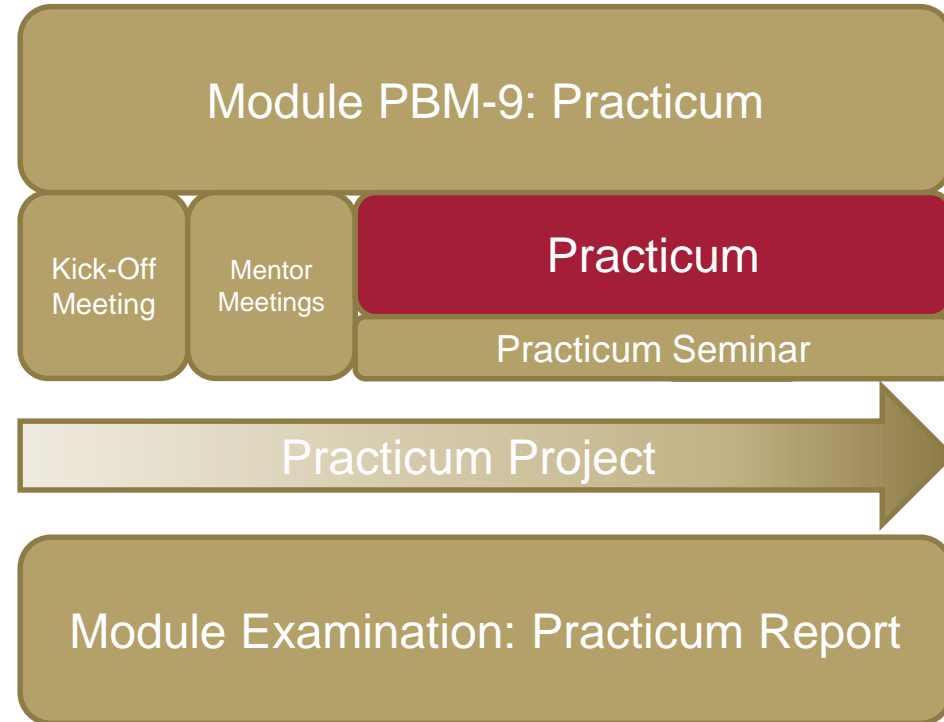 Module PBM-9: Practicum
Kick-Off
Meeting
Mentor
Meetings
Practicum
Practicum Seminar
Practicum Project
Module Examination: Practicum Report